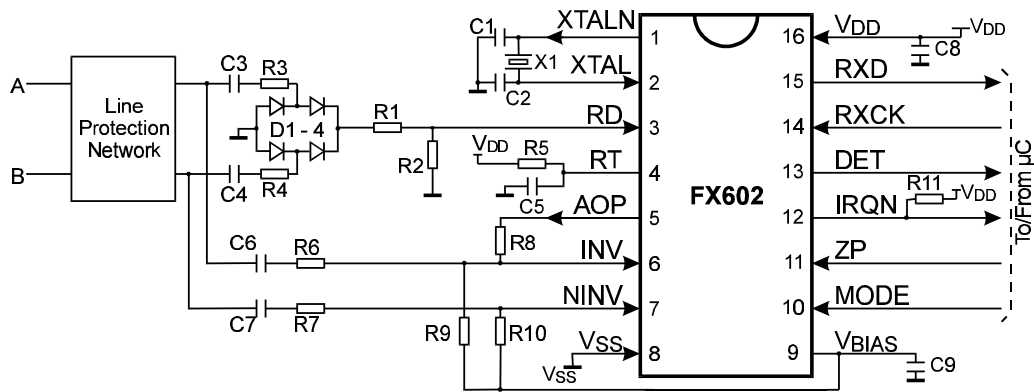 C1
XTALN
1
X1
XTAL
2
C2
A
B
Line
Protection
Network
C3
R3
D1 - 4
C4
R4
R1
R2
RD
3
VDD
R5
RT
4
C5
AOP
5
R8
C6
R6
INV
6
C7
R7
NINV
7
R9
R10
VSS
VSS
8
FX602
16
VDD
VDD
C8
15
RXD
14
RXCK
13
DET
R11
VDD
12
IRQN
11
ZP
10
MODE
9
VBIAS
C9
To/From µC